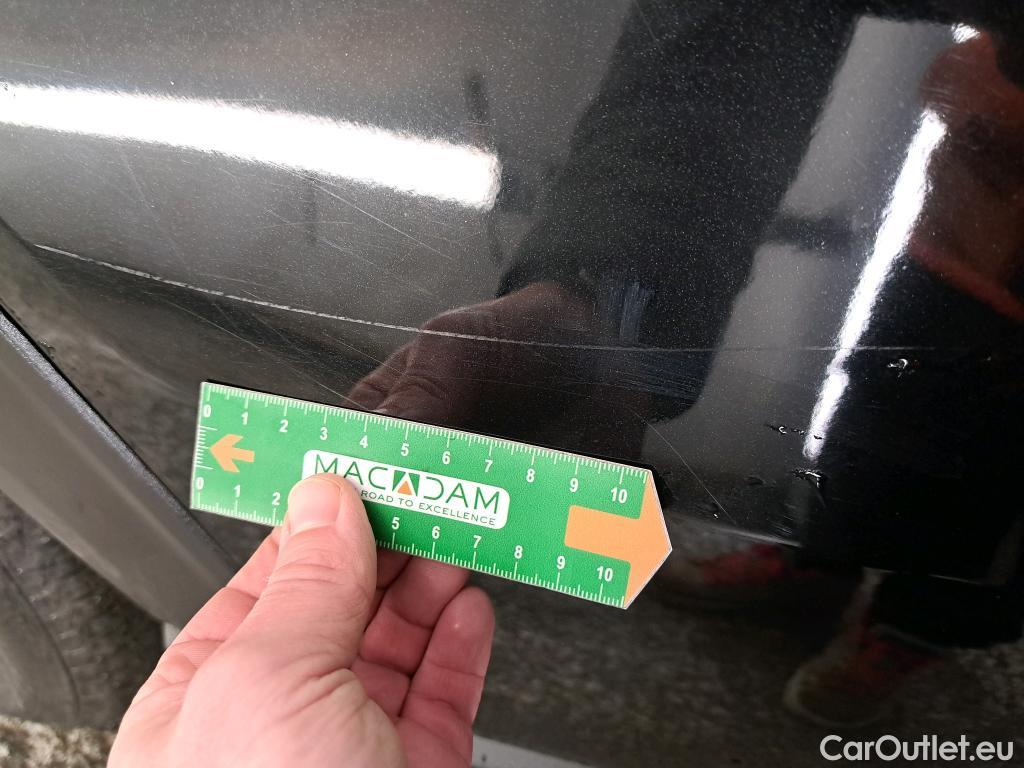 0 1 2 3 4 5 6 7 8 9 10
MACADAM
ROAD TO EXCELLENCE
0 1 2 5 6 7 8 9 10
CarOutlet.eu